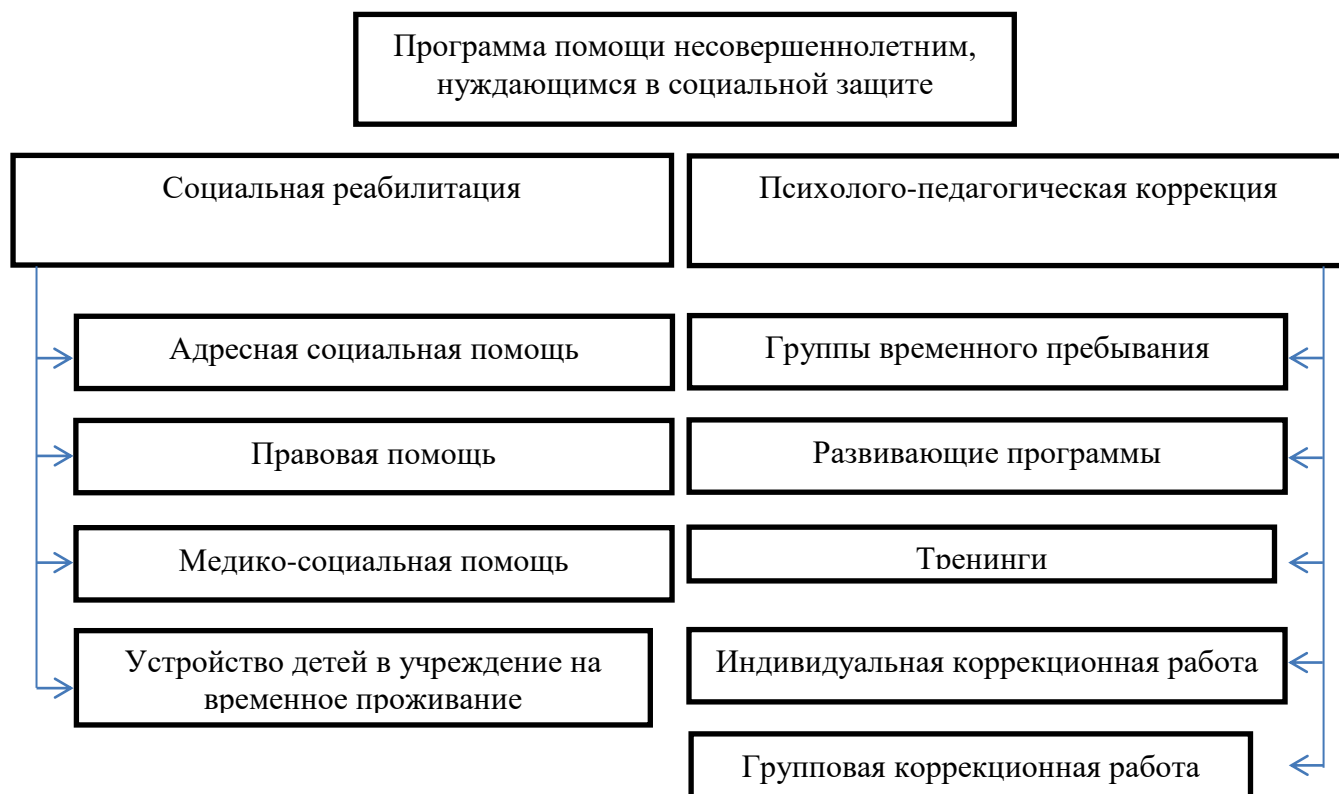 Программа помощи несовершеннолетним,
нуждающимся в социальной защите
Социальная реабилитация
Психолого-педагогическая коррекция
Адресная социальная помощь
Правовая помощь
Медико-социальная помощь
Устройство детей в учреждение на
временное проживание
Группы временного пребывания
Развивающие программы
Тренинги
Индивидуальная коррекционная работа
Групповая коррекционная работа